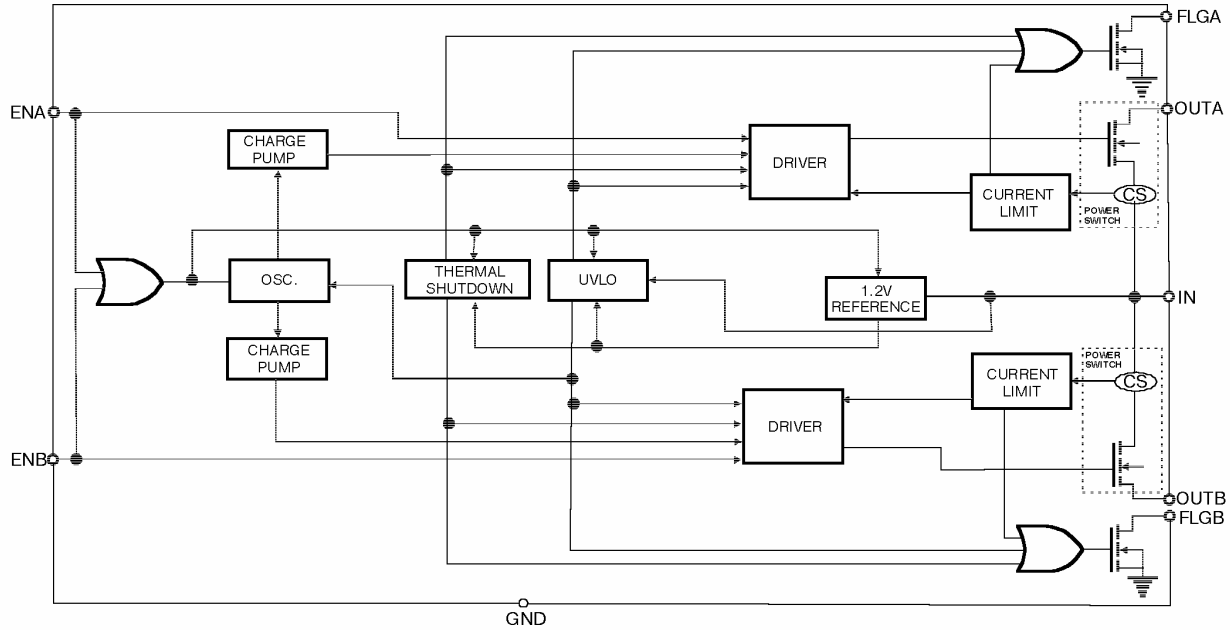 FLGA
ENA
OUTA
CHARGE
PUMP
DRIVER
CURRENT
LIMIT
CS
POWER
SWITCH
OSC.
THERMAL
SHUTDOWN
UVLO
1.2V
REFERENCE
IN
CHARGE
PUMP
POWER
SWITCH
CURRENT
LIMIT
CS
DRIVER
ENB
OUTB
FLGB
GND